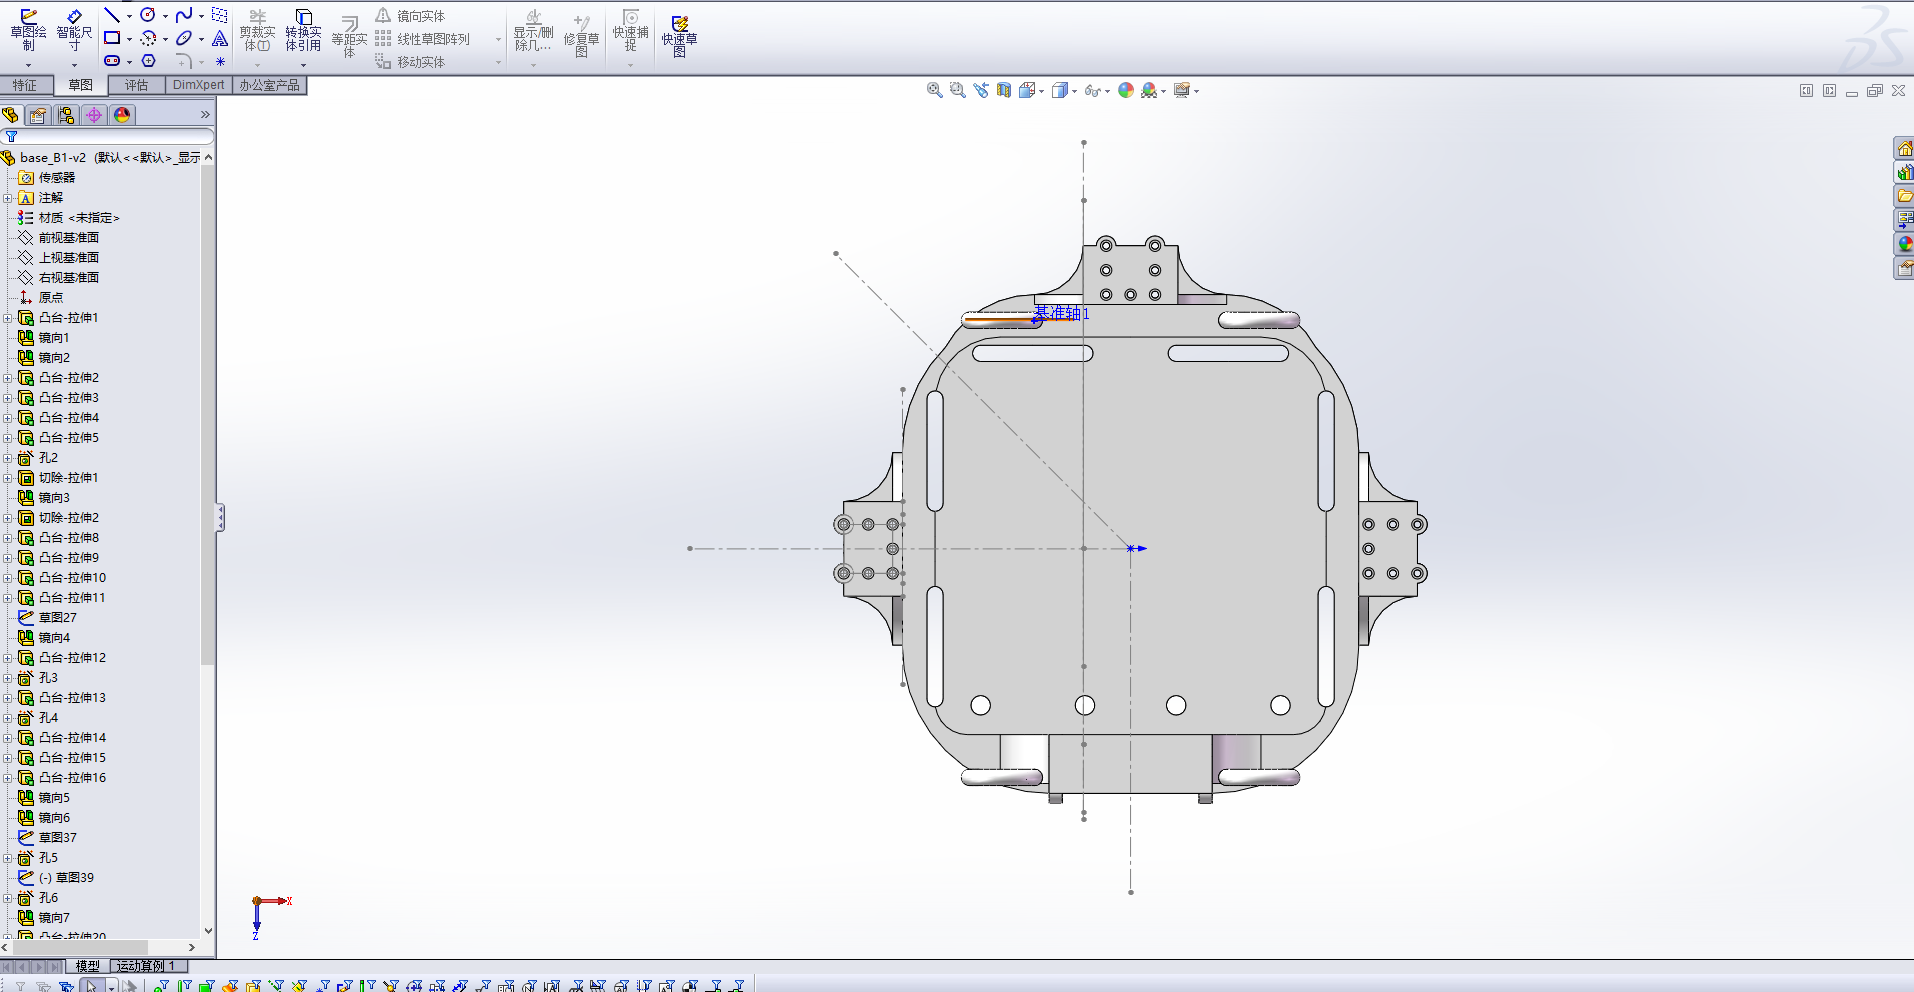 草图绘制
智能尺寸
剪裁实体(T)
转换实体引用
等距实体
镜向实体
线性草图阵列
移动实体
显示/删除几...
修复草图
快速捕捉
快速草图
特征
草图
评估
DimXpert
办公室产品
base_B1-v2 (默认<<默认>_显示
传感器
注解
材质 <未指定>
前视基准面
上视基准面
右视基准面
原点
凸台-拉伸1
镜向1
镜向2
凸台-拉伸2
凸台-拉伸3
凸台-拉伸4
凸台-拉伸5
孔2
切除-拉伸1
镜向3
切除-拉伸2
凸台-拉伸8
凸台-拉伸9
凸台-拉伸10
凸台-拉伸11
草图27
镜向4
凸台-拉伸12
孔3
凸台-拉伸13
孔4
凸台-拉伸14
凸台-拉伸15
凸台-拉伸16
镜向5
镜向6
草图37
孔5
(-) 草图39
孔6
镜向7
凸台-拉伸20
基准轴1
X
Z
模型
运动算例 1